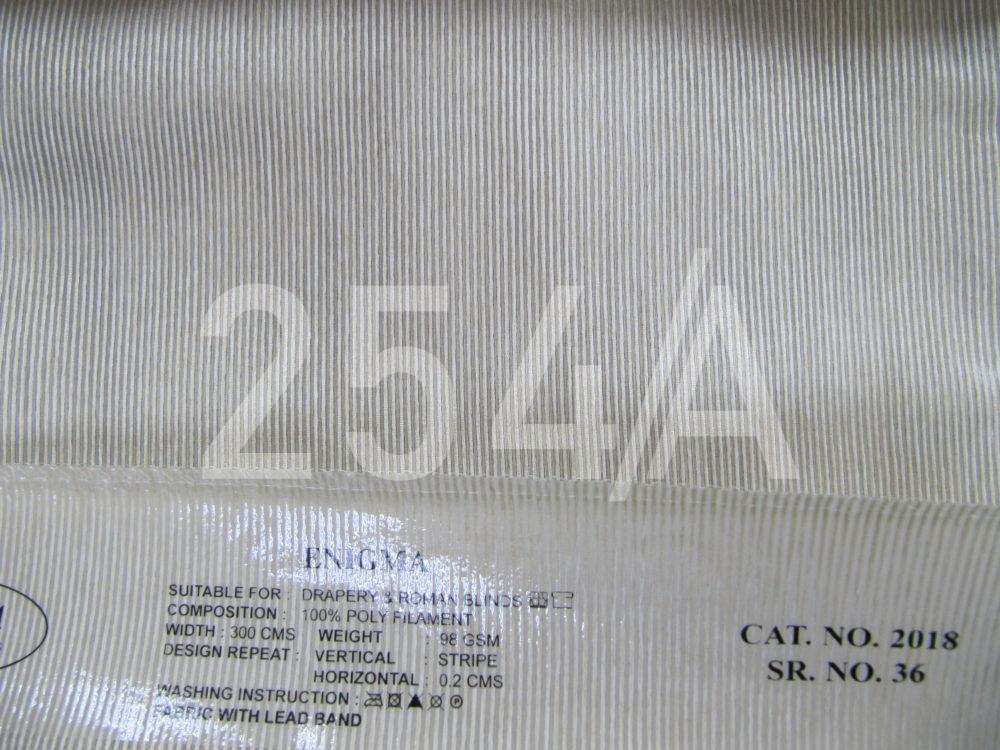 254/A
ENIGMA
SUITABLE FOR : DRAPERY & ROMAN BLINDS
COMPOSITION : 100% POLY FILAMENT
WIDTH : 300 CMS WEIGHT : 98 GSM
DESIGN REPEAT : VERTICAL : STRIPE
HORIZONTAL : 0.2 CMS
WASHING INSTRUCTION :
FABRIC WITH LEAD BAND
CAT. NO. 2018
SR. NO. 36